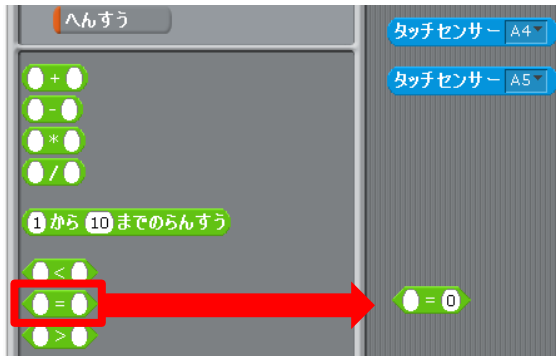 へんすう
タッチセンサー A4
タッチセンサー A5
+
-
*
/
1 から 10 までのらんすう
<
=
>
= 0